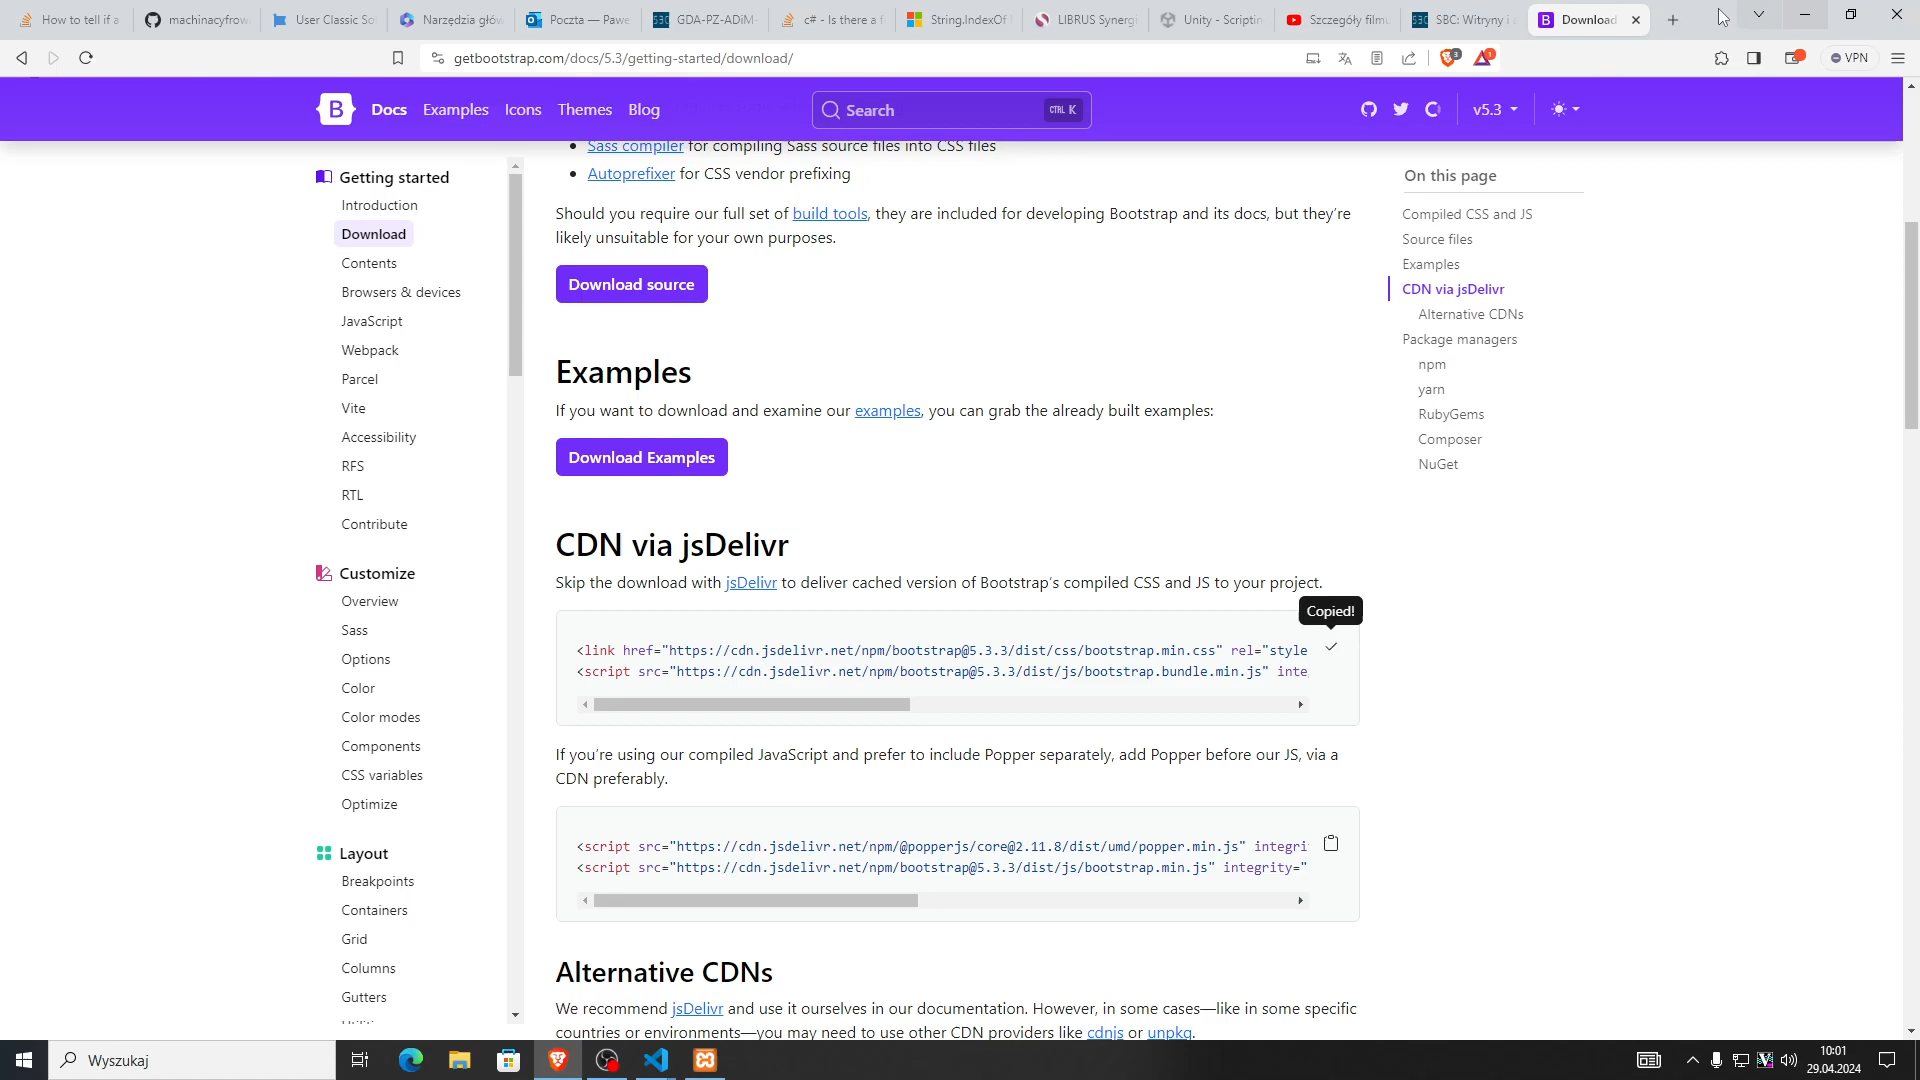 How to tell if a
machinacyfrow
User Classic So
Narzędzia głów
Poczta — Pawe
GDA-PZ-ADiM-
c# - Is there a f
String.IndexOf
LIBRUS Synergi
Unity - Scriptin
Szczegóły filmu
SBC: Witryny i a
Download
getbootstrap.com/docs/5.3/getting-started/download/
3
1
VPN
B Docs Examples Icons Themes Blog
Search
CTRL K
v5.3
Getting started
Introduction
Download
Contents
Browsers & devices
JavaScript
Webpack
Parcel
Vite
Accessibility
RFS
RTL
Contribute
Customize
Overview
Sass
Options
Color
Color modes
Components
CSS variables
Optimize
Layout
Breakpoints
Containers
Grid
Columns
Gutters
Sass compiler for compiling Sass source files into CSS files
Autoprefixer for CSS vendor prefixing
Should you require our full set of build tools, they are included for developing Bootstrap and its docs, but they’re
likely unsuitable for your own purposes.
Download source
Examples
If you want to download and examine our examples, you can grab the already built examples:
Download Examples
CDN via jsDelivr
Skip the download with jsDelivr to deliver cached version of Bootstrap’s compiled CSS and JS to your project.
Copied!
<link href="https://cdn.jsdelivr.net/npm/bootstrap@5.3.3/dist/css/bootstrap.min.css" rel="style
<script src="https://cdn.jsdelivr.net/npm/bootstrap@5.3.3/dist/js/bootstrap.bundle.min.js" inte
If you’re using our compiled JavaScript and prefer to include Popper separately, add Popper before our JS, via a
CDN preferably.
<script src="https://cdn.jsdelivr.net/npm/@popperjs/core@2.11.8/dist/umd/popper.min.js" integri
<script src="https://cdn.jsdelivr.net/npm/bootstrap@5.3.3/dist/js/bootstrap.min.js" integrity="
Alternative CDNs
We recommend jsDelivr and use it ourselves in our documentation. However, in some cases—like in some specific
countries or environments—you may need to use other CDN providers like cdnjs or unpkg.
On this page
Compiled CSS and JS
Source files
Examples
CDN via jsDelivr
Alternative CDNs
Package managers
npm
yarn
RubyGems
Composer
NuGet
Wyszukaj
10:01
29.04.2024